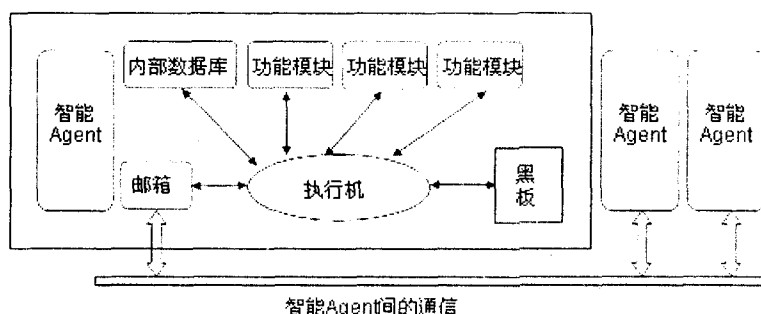 内部数据库
功能模块
功能模块
功能模块
智能
Agent
智能
Agent
智能
Agent
邮箱
执行机
黑
板
智能Agent间的通信